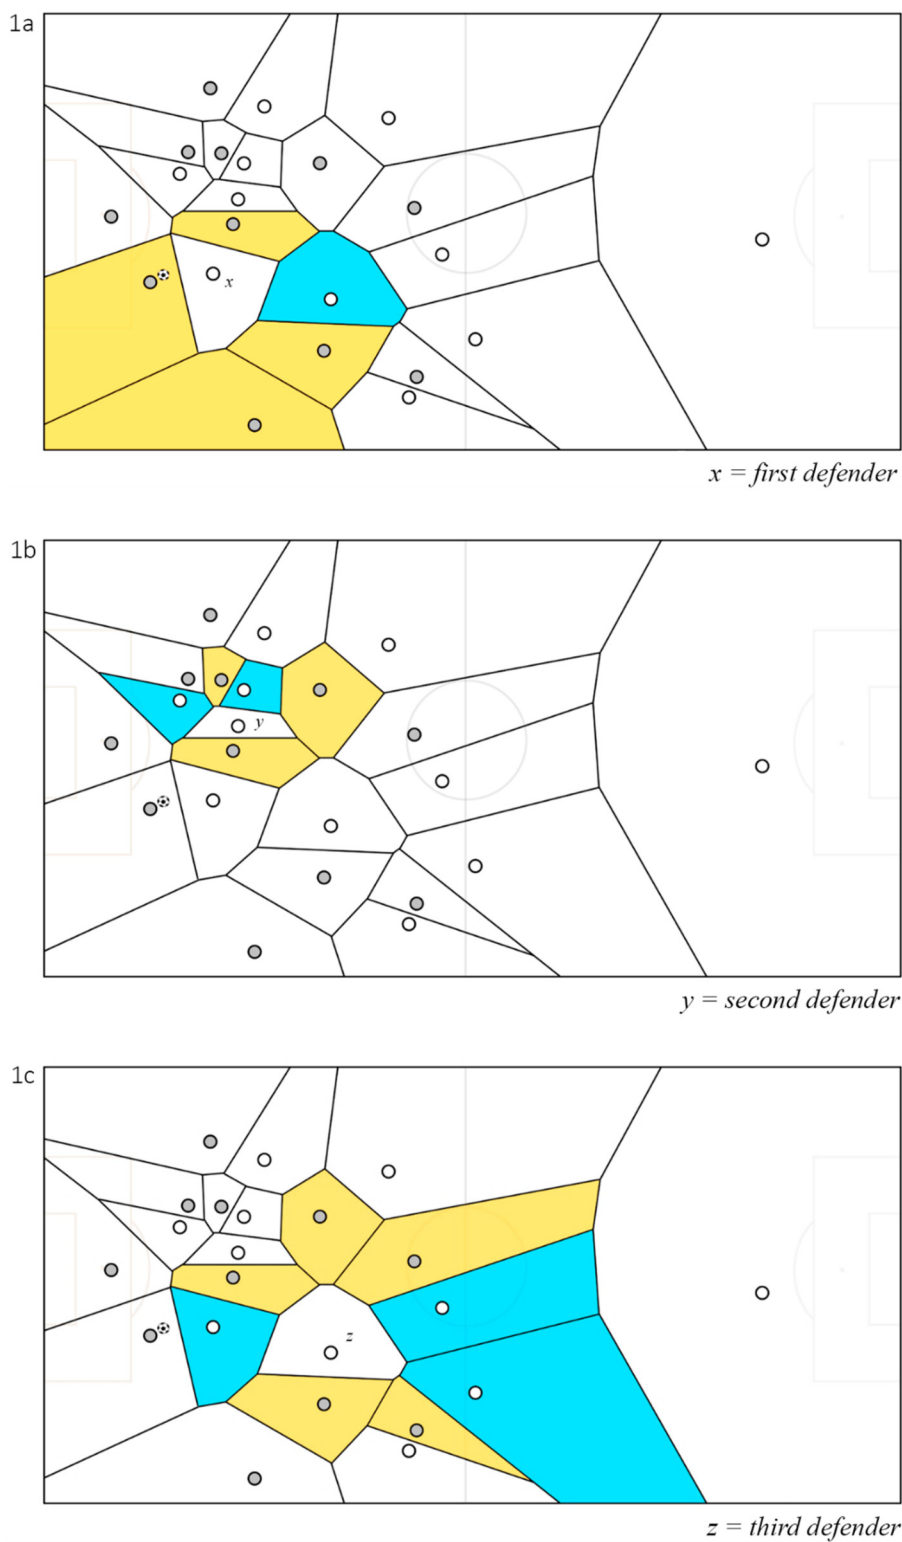 1a
x
x = first defender
1b
y
y = second defender
1c
z
z = third defender